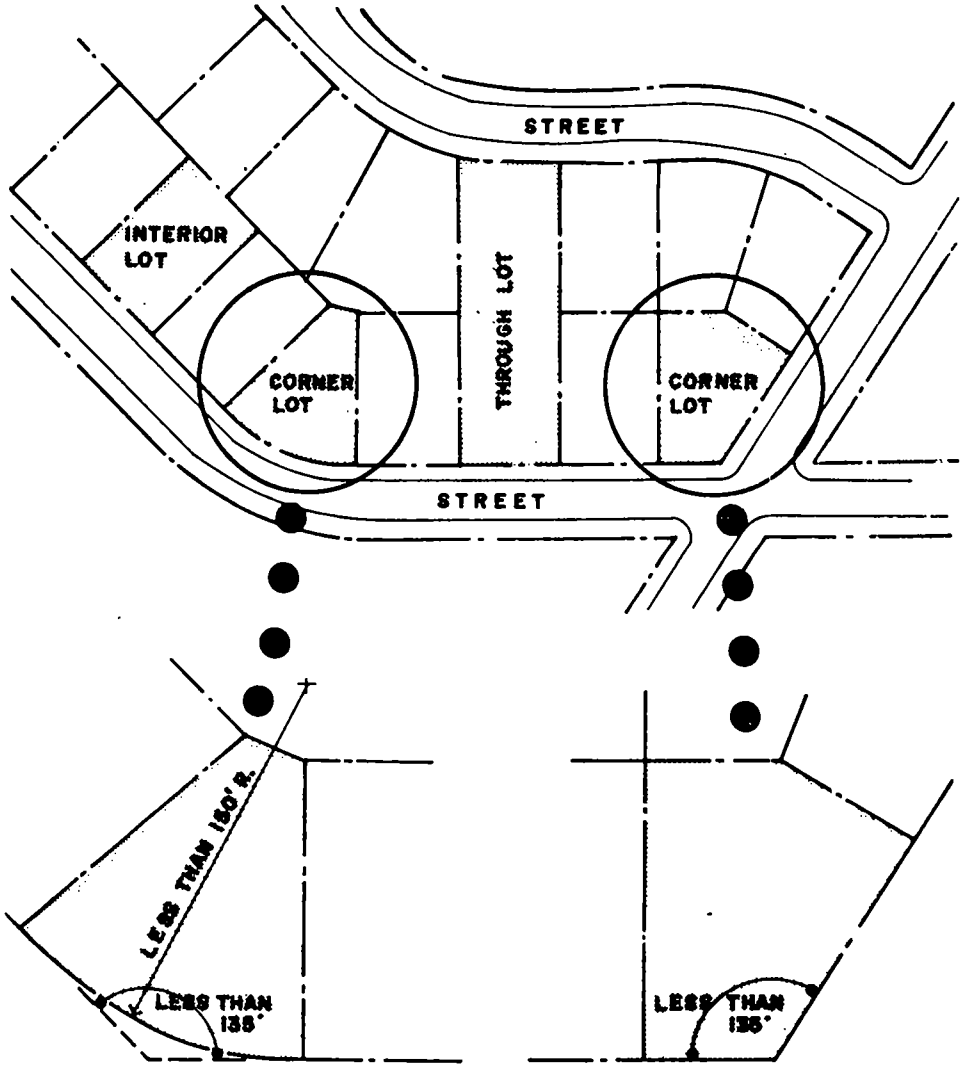 STREET
INTERIOR
LOT
THROUGH LOT
CORNER
LOT
CORNER
LOT
STREET
LESS THAN 150' R.
LESS THAN
135°
LESS THAN
135°